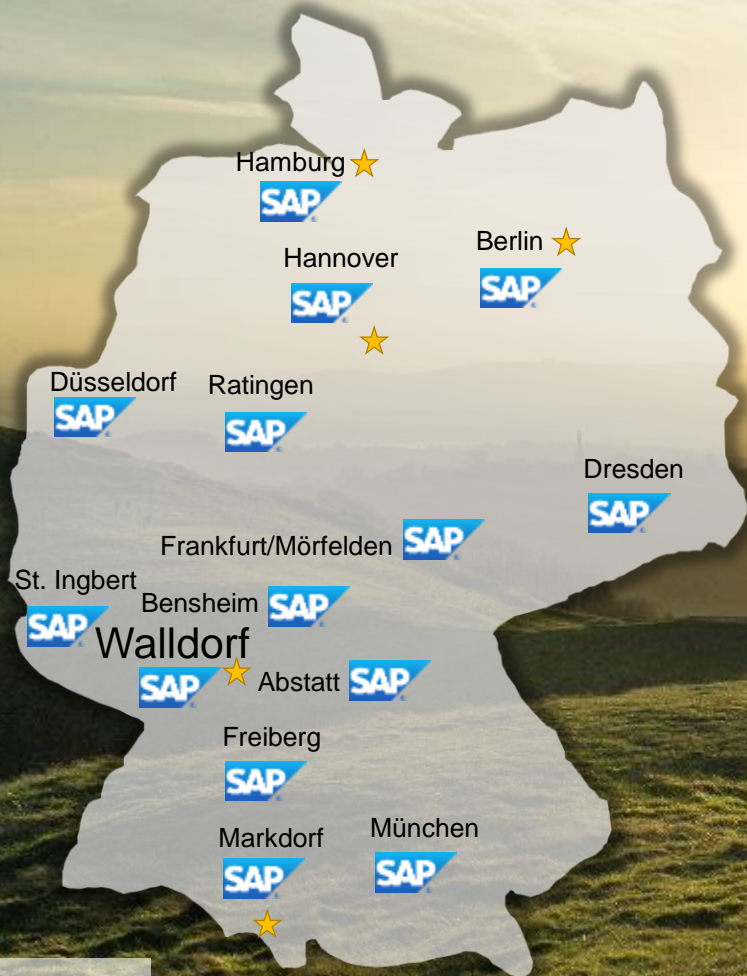 Hamburg
SAP
Berlin
SAP
Hannover
SAP
Düsseldorf
SAP
Ratingen
SAP
Dresden
SAP
Frankfurt/Mörfelden
SAP
St. Ingbert
SAP
Bensheim
SAP
Walldorf
SAP
Abstatt
SAP
Freiberg
SAP
Markdorf
SAP
München
SAP